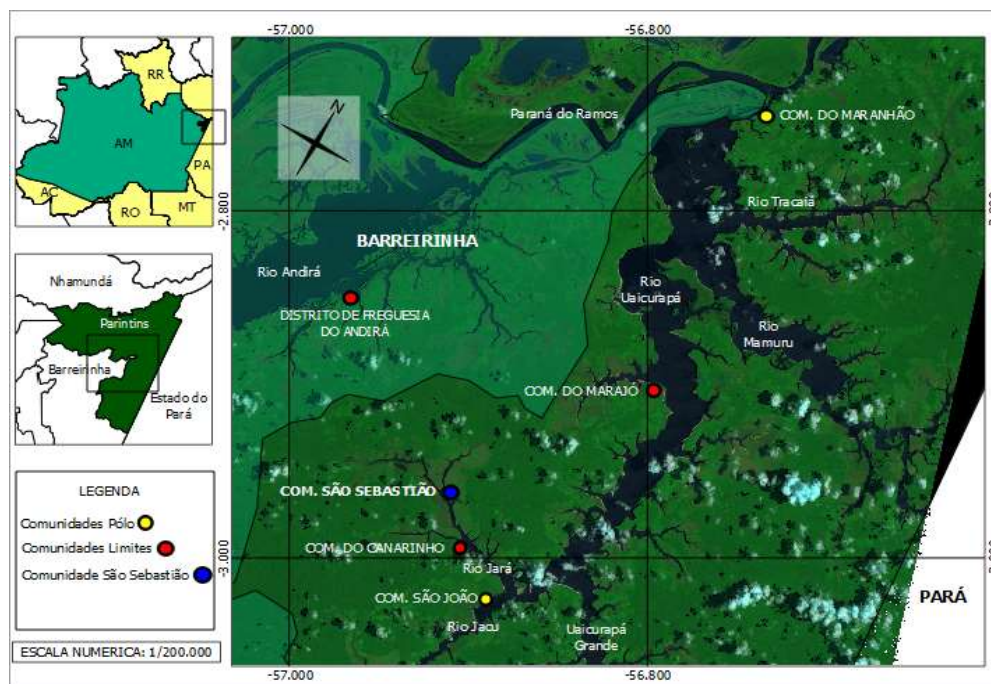 RR
AM
PA
AC
RO
MT
Nhamundá
Parintins
Barreirinha
Estado do
Pará
LEGENDA
Comunidades Pólo
Comunidades Limites
Comunidade São Sebastião
ESCALA NUMERICA: 1/200.000
-57.000
-56.800
N
Paraná do Ramos
COM. DO MARANHÃO
-2.800
Rio Tracaiá
BARREIRINHA
Rio Andirá
DISTRITO DE FREGUESIA
DO ANDIRÁ
Rio
Uaicurapá
Rio
Mamuru
COM. DO MARAJÓ
COM. SÃO SEBASTIÃO
COM. DO CANARINHO
-3.000
Rio Jará
COM. SÃO JOÃO
Rio Jacu
Uaicurapá
Grande
PARÁ
-57.000
-56.800